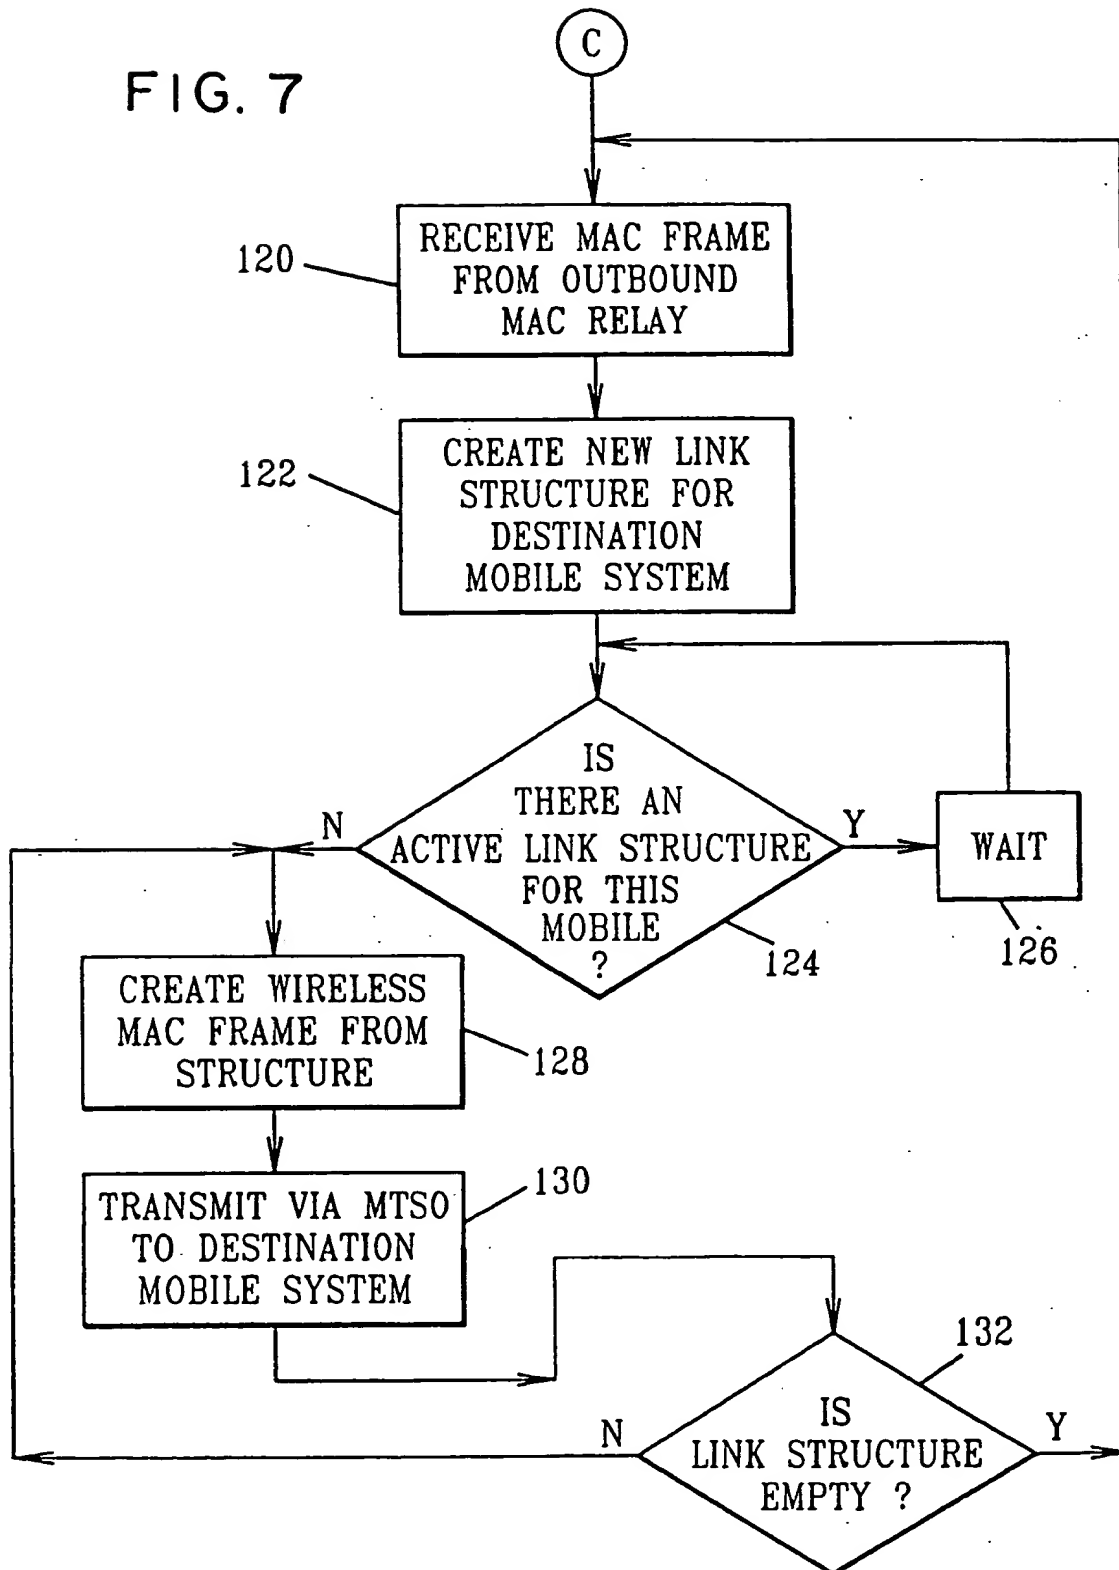 FIG. 7
C
RECEIVE MAC FRAME
FROM OUTBOUND
MAC RELAY
120
CREATE NEW LINK
STRUCTURE FOR
DESTINATION
MOBILE SYSTEM
122
IS
THERE AN
ACTIVE LINK STRUCTURE
FOR THIS
MOBILE
?
N
Y
124
WAIT
126
CREATE WIRELESS
MAC FRAME FROM
STRUCTURE
128
TRANSMIT VIA MTSO
TO DESTINATION
MOBILE SYSTEM
130
132
IS
LINK STRUCTURE
EMPTY ?
N
Y